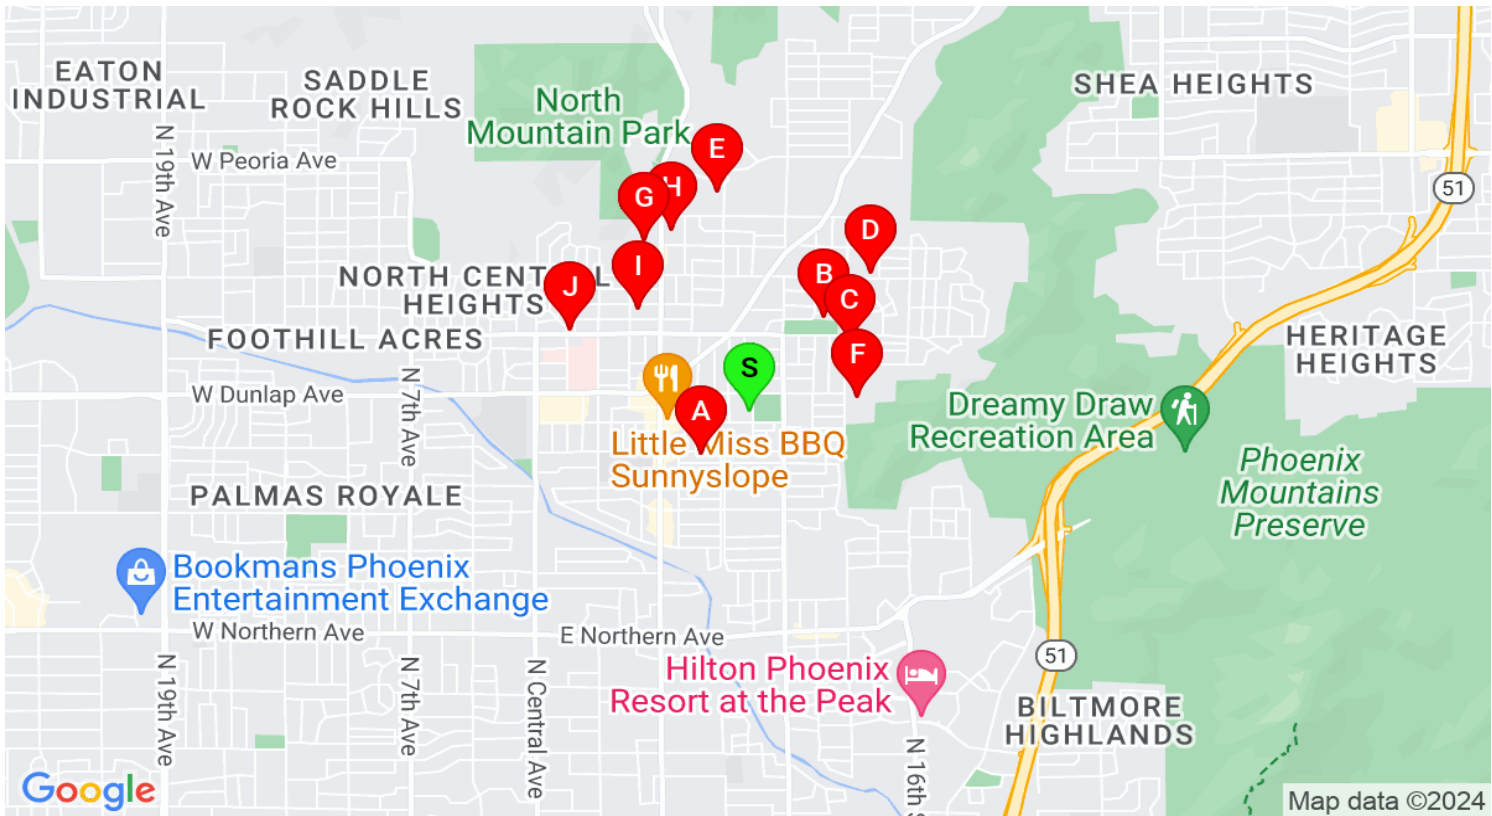 EATON
INDUSTRIAL
SADDLE
ROCK HILLS
North
Mountain Park
SHEA HEIGHTS
N 19th Ave
W Peoria Ave
E
H
G
51
D
NORTH CENTRAL
HEIGHTS
I
J
B
C
FOOTHILL ACRES
HERITAGE
HEIGHTS
F
S
N 7th Ave
W Dunlap Ave
A
Dreamy Draw
Recreation Area
Little Miss BBQ
Sunnyslope
Phoenix
Mountains
Preserve
PALMAS ROYALE
Bookmans Phoenix
Entertainment Exchange
W Northern Ave
E Northern Ave
N 19th Ave
N 7th Ave
N Central Ave
Hilton Phoenix
Resort at the Peak
51
BILTMORE
HIGHLANDS
N 16th S
Google
Map data ©2024